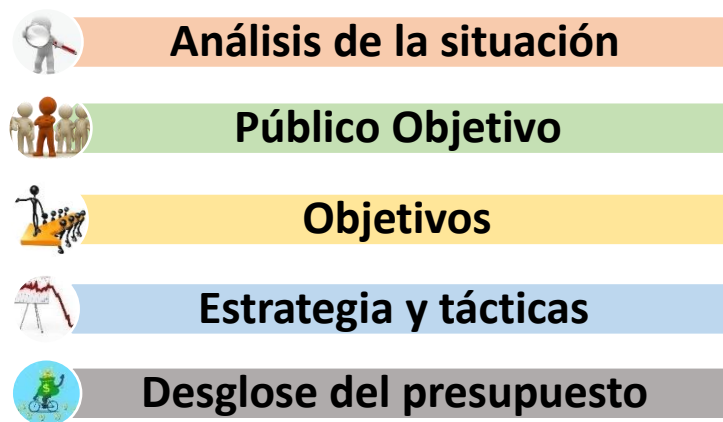 Análisis de la situación
Público Objetivo
Objetivos
Estrategia y tácticas
Desglose del presupuesto